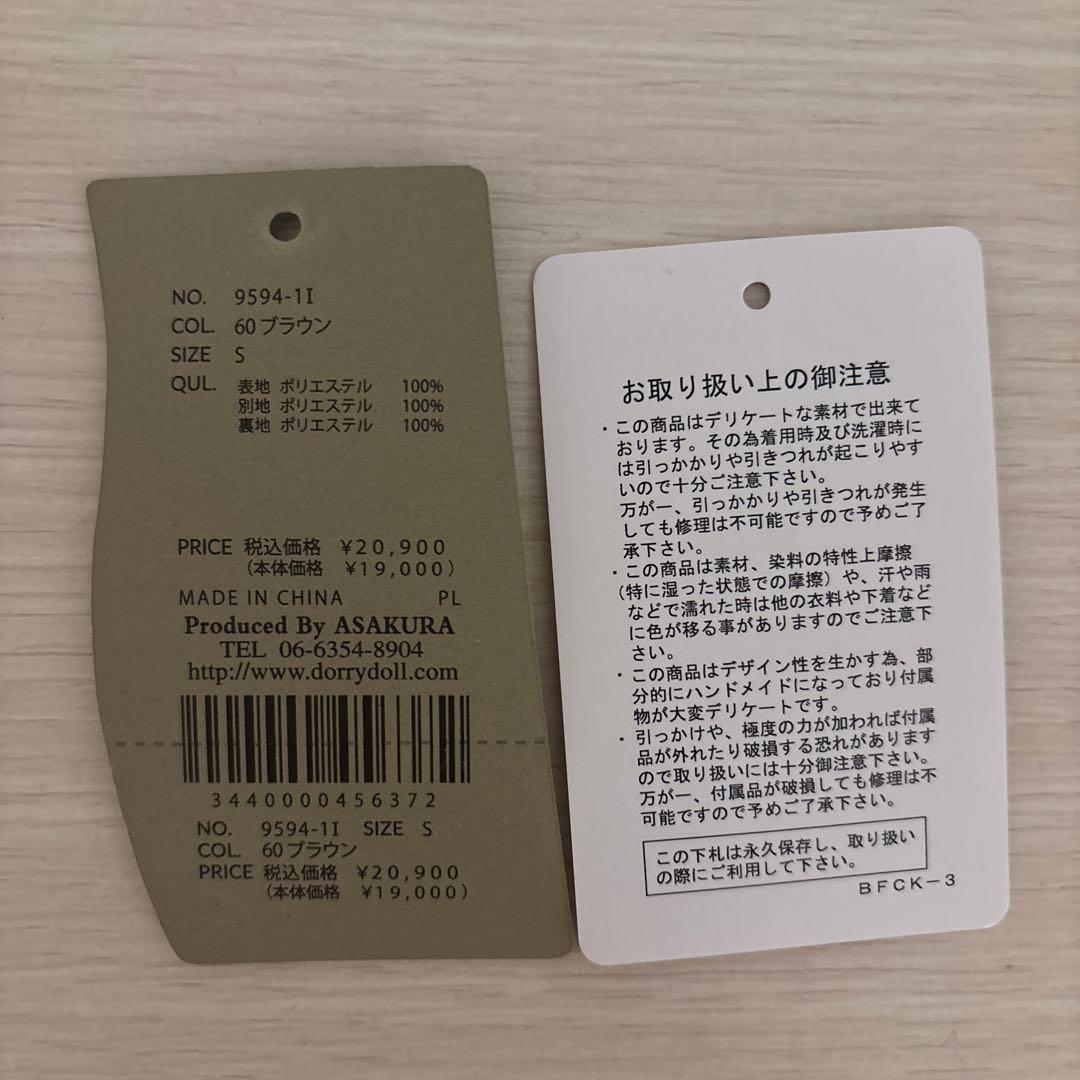 NO. 9594-1I
COL. 60ブラウン
SIZE S
QUL. 表地 ポリエステル 100%
別地 ポリエステル 100%
裏地 ポリエステル 100%
PRICE 税込価格 ¥20,900
(本体価格 ¥19,000)
MADE IN CHINA PL
Produced By ASAKURA
TEL 06-6354-8904
http://www.dorrydoll.com
3440000456372
NO. 9594-1I SIZE S
COL. 60ブラウン
PRICE 税込価格 ¥20,900
(本体価格 ¥19,000)
お取り扱い上の御注意
・この商品はデリケートな素材で出来て
おります。その為着用時及び洗濯時に
は引っかかりや引きつれが起こりやす
いので十分ご注意下さい。
万が一、引っかかりや引きつれが発生
しても修理は不可能ですので予めご了
承下さい。
・この商品は素材、染料の特性上摩擦
(特に湿った状態での摩擦)や、汗や雨
などで濡れた時は他の衣料や下着など
に色が移る事がありますのでご注意下
さい。
・この商品はデザイン性を生かす為、部
分的にハンドメイドになっており付属
物が大変デリケートです。
・引っかけや、極度の力が加われば付属
品が外れたり破損する恐れがあります
ので取り扱いには十分御注意下さい。
万が一、付属品が破損しても修理は不
可能ですので予めご了承下さい。
この下札は永久保存し、取り扱い
の際にご利用して下さい。
BFCK-3